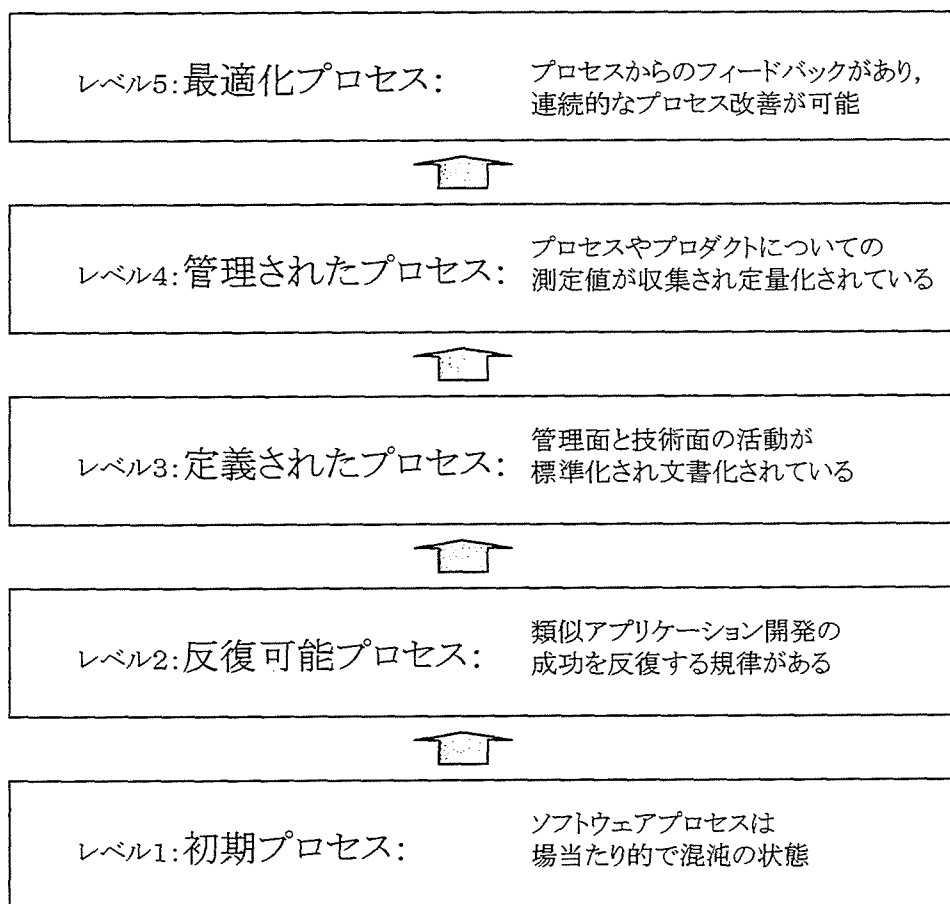 レベル5:最適化プロセス:
プロセスからのフィードバックがあり,
連続的なプロセス改善が可能
レベル4:管理されたプロセス:
プロセスやプロダクトについての
測定値が収集され定量化されている
レベル3:定義されたプロセス:
管理面と技術面の活動が
標準化され文書化されている
レベル2:反復可能プロセス:
類似アプリケーション開発の
成功を反復する規律がある
レベル1:初期プロセス:
ソフトウェアプロセスは
場当たり的で混沌の状態